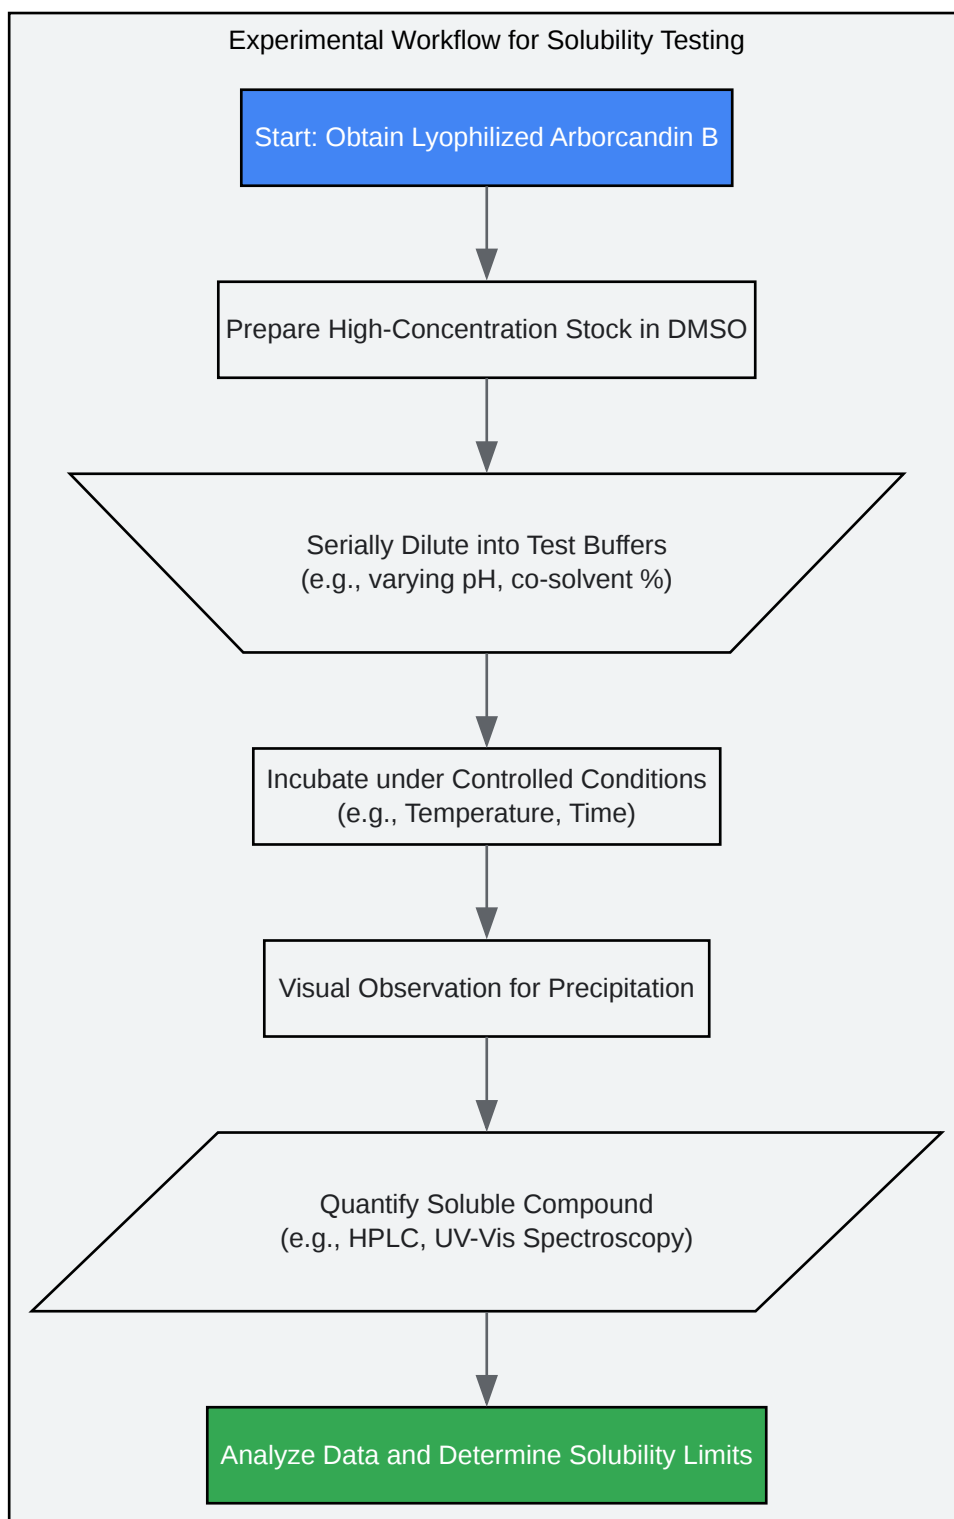 Experimental Workflow for Solubility Testing
Start: Obtain Lyophilized Arborcandin B
Prepare High-Concentration Stock in DMSO
Serially Dilute into Test Buffers
(e.g., varying pH, co-solvent %)
Incubate under Controlled Conditions
(e.g., Temperature, Time)
Visual Observation for Precipitation
Quantify Soluble Compound
(e.g., HPLC, UV-Vis Spectroscopy)
Analyze Data and Determine Solubility Limits